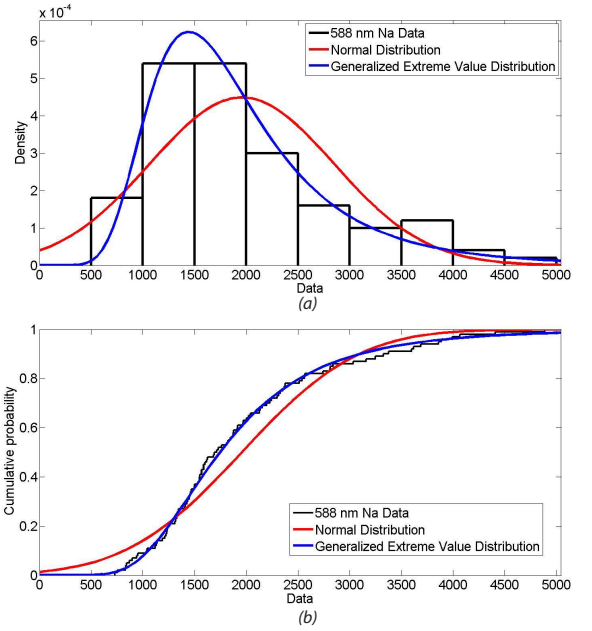 x 10⁻⁴
6
5
4
3
2
1
0
Density
588 nm Na Data
Normal Distribution
Generalized Extreme Value Distribution
0 500 1000 1500 2000 2500 3000 3500 4000 4500 5000
Data
(a)
1
0.8
0.6
0.4
0.2
0
Cumulative probability
588 nm Na Data
Normal Distribution
Generalized Extreme Value Distribution
0 500 1000 1500 2000 2500 3000 3500 4000 4500 5000
Data
(b)